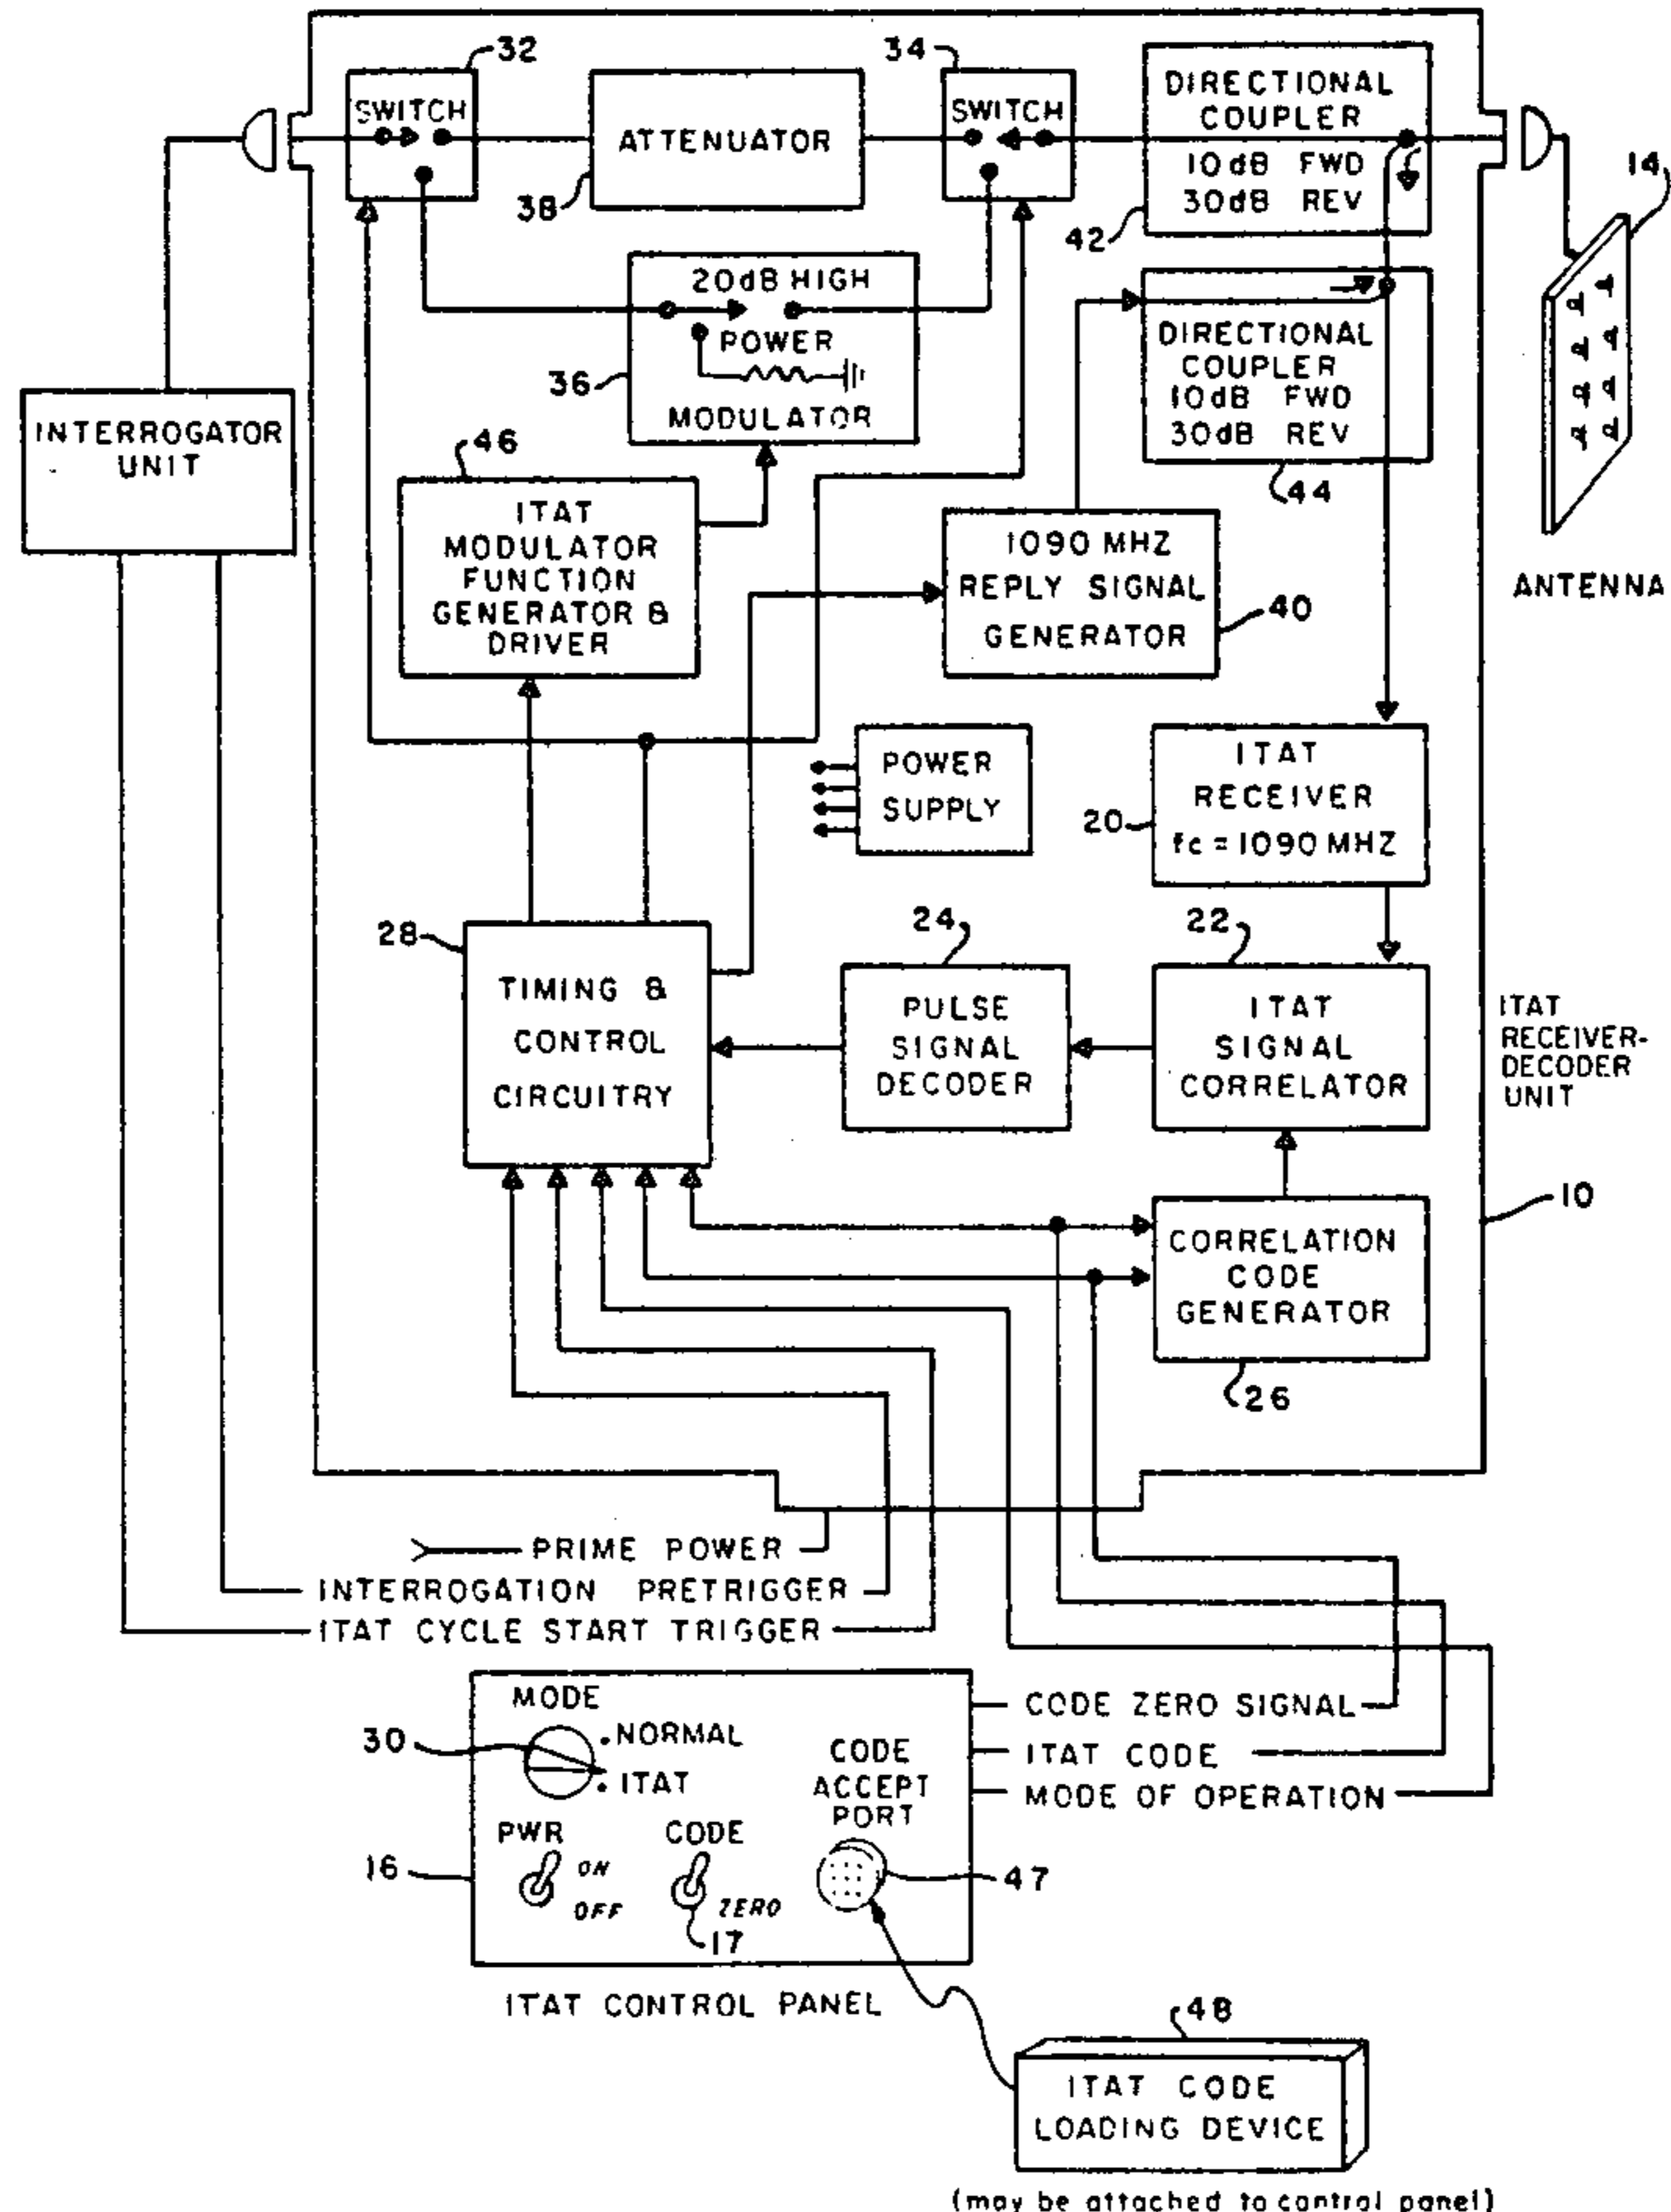 32
34
SWITCH
ATTENUATOR
38
SWITCH
DIRECTIONAL
COUPLER
10dB FWD
30dB REV
42
14
20dB HIGH
POWER
MODULATOR
36
DIRECTIONAL
COUPLER
10dB FWD
30dB REV
44
INTERROGATOR
UNIT
46
ITAT
MODULATOR
FUNCTION
GENERATOR &
DRIVER
1090 MHZ
REPLY SIGNAL
GENERATOR
40
ANTENNA
POWER
SUPPLY
ITAT
RECEIVER
fc = 1090 MHZ
20
28
TIMING &
CONTROL
CIRCUITRY
24
PULSE
SIGNAL
DECODER
22
ITAT
SIGNAL
CORRELATOR
ITAT
RECEIVER-
DECODER
UNIT
10
CORRELATION
CODE
GENERATOR
26
PRIME POWER
INTERROGATION PRETRIGGER
ITAT CYCLE START TRIGGER
MODE
30
NORMAL
ITAT
CODE
ACCEPT
PORT
CODE ZERO SIGNAL
ITAT CODE
MODE OF OPERATION
PWR
ON
OFF
CODE
ZERO
16
17
47
ITAT CONTROL PANEL
48
ITAT CODE
LOADING DEVICE
(may be attached to control panel)